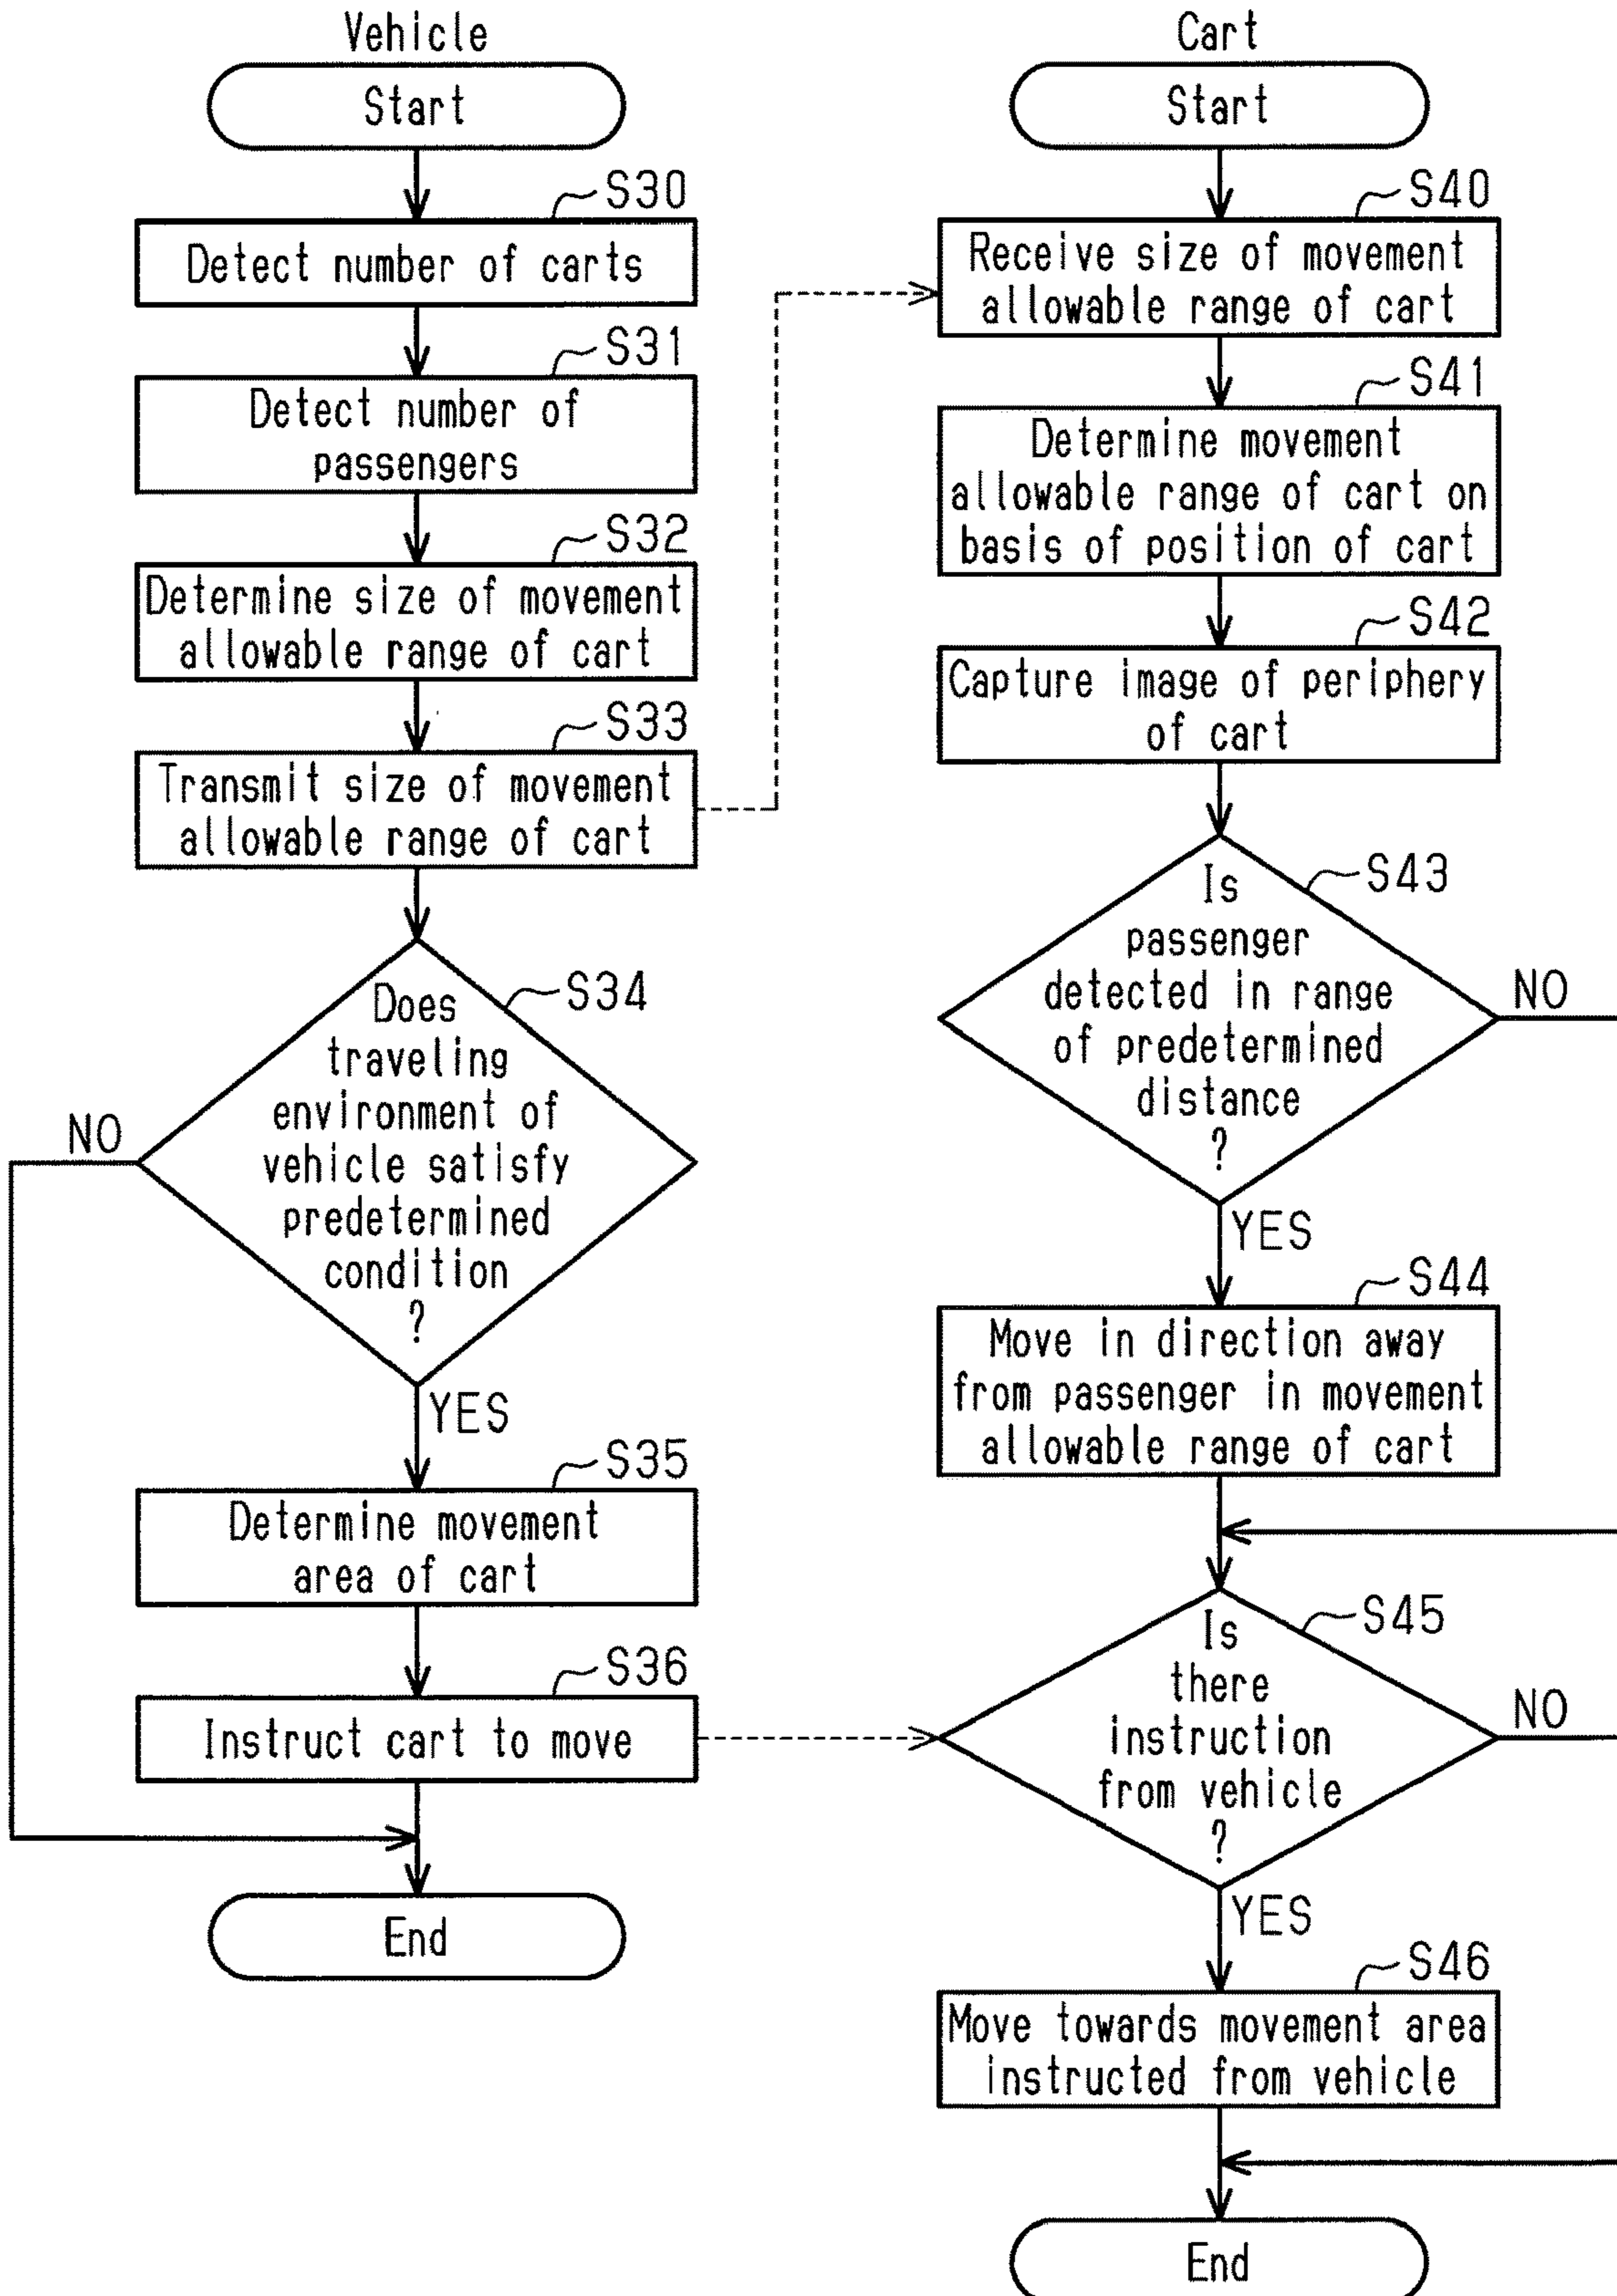 Vehicle
Start
S30
Detect number of carts
S31
Detect number of
passengers
S32
Determine size of movement
allowable range of cart
S33
Transmit size of movement
allowable range of cart
S34
Does
traveling
environment of
vehicle satisfy
predetermined
condition
?
NO
YES
S35
Determine movement
area of cart
S36
Instruct cart to move
End
Cart
Start
S40
Receive size of movement
allowable range of cart
S41
Determine movement
allowable range of cart on
basis of position of cart
S42
Capture image of periphery
of cart
S43
Is
passenger
detected in range
of predetermined
distance
?
NO
YES
S44
Move in direction away
from passenger in movement
allowable range of cart
S45
Is
there
instruction
from vehicle
?
NO
YES
S46
Move towards movement area
instructed from vehicle
End